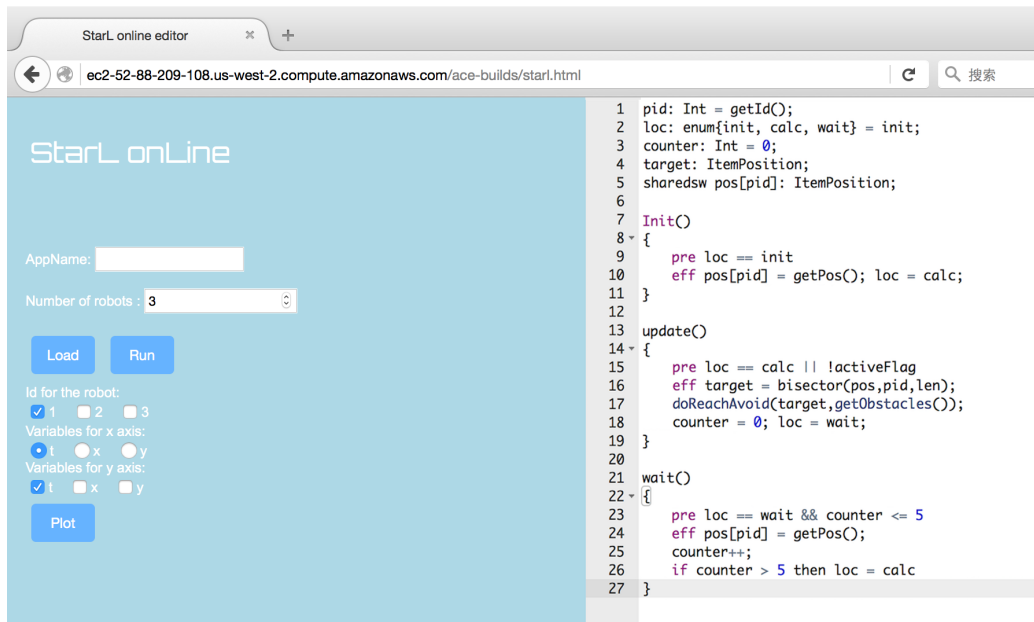 StarL online editor
ec2-52-88-209-108.us-west-2.compute.amazonaws.com/ace-builds/starl.html
搜索
StarL onLine
AppName:
Number of robots : 3
Load Run
Id for the robot:
1 2 3
Variables for x axis:
t x y
Variables for y axis:
t x y
Plot
1 pid: Int = getId();
2 loc: enum{init, calc, wait} = init;
3 counter: Int = 0;
4 target: ItemPosition;
5 sharedsw pos[pid]: ItemPosition;
6
7 Init()
8 {
9 pre loc == init
10 eff pos[pid] = getPos(); loc = calc;
11 }
12
13 update()
14 {
15 pre loc == calc || !activeFlag
16 eff target = bisector(pos,pid,len);
17 doReachAvoid(target,getObstacles());
18 counter = 0; loc = wait;
19 }
20
21 wait()
22 {
23 pre loc == wait && counter <= 5
24 eff pos[pid] = getPos();
25 counter++;
26 if counter > 5 then loc = calc
27 }